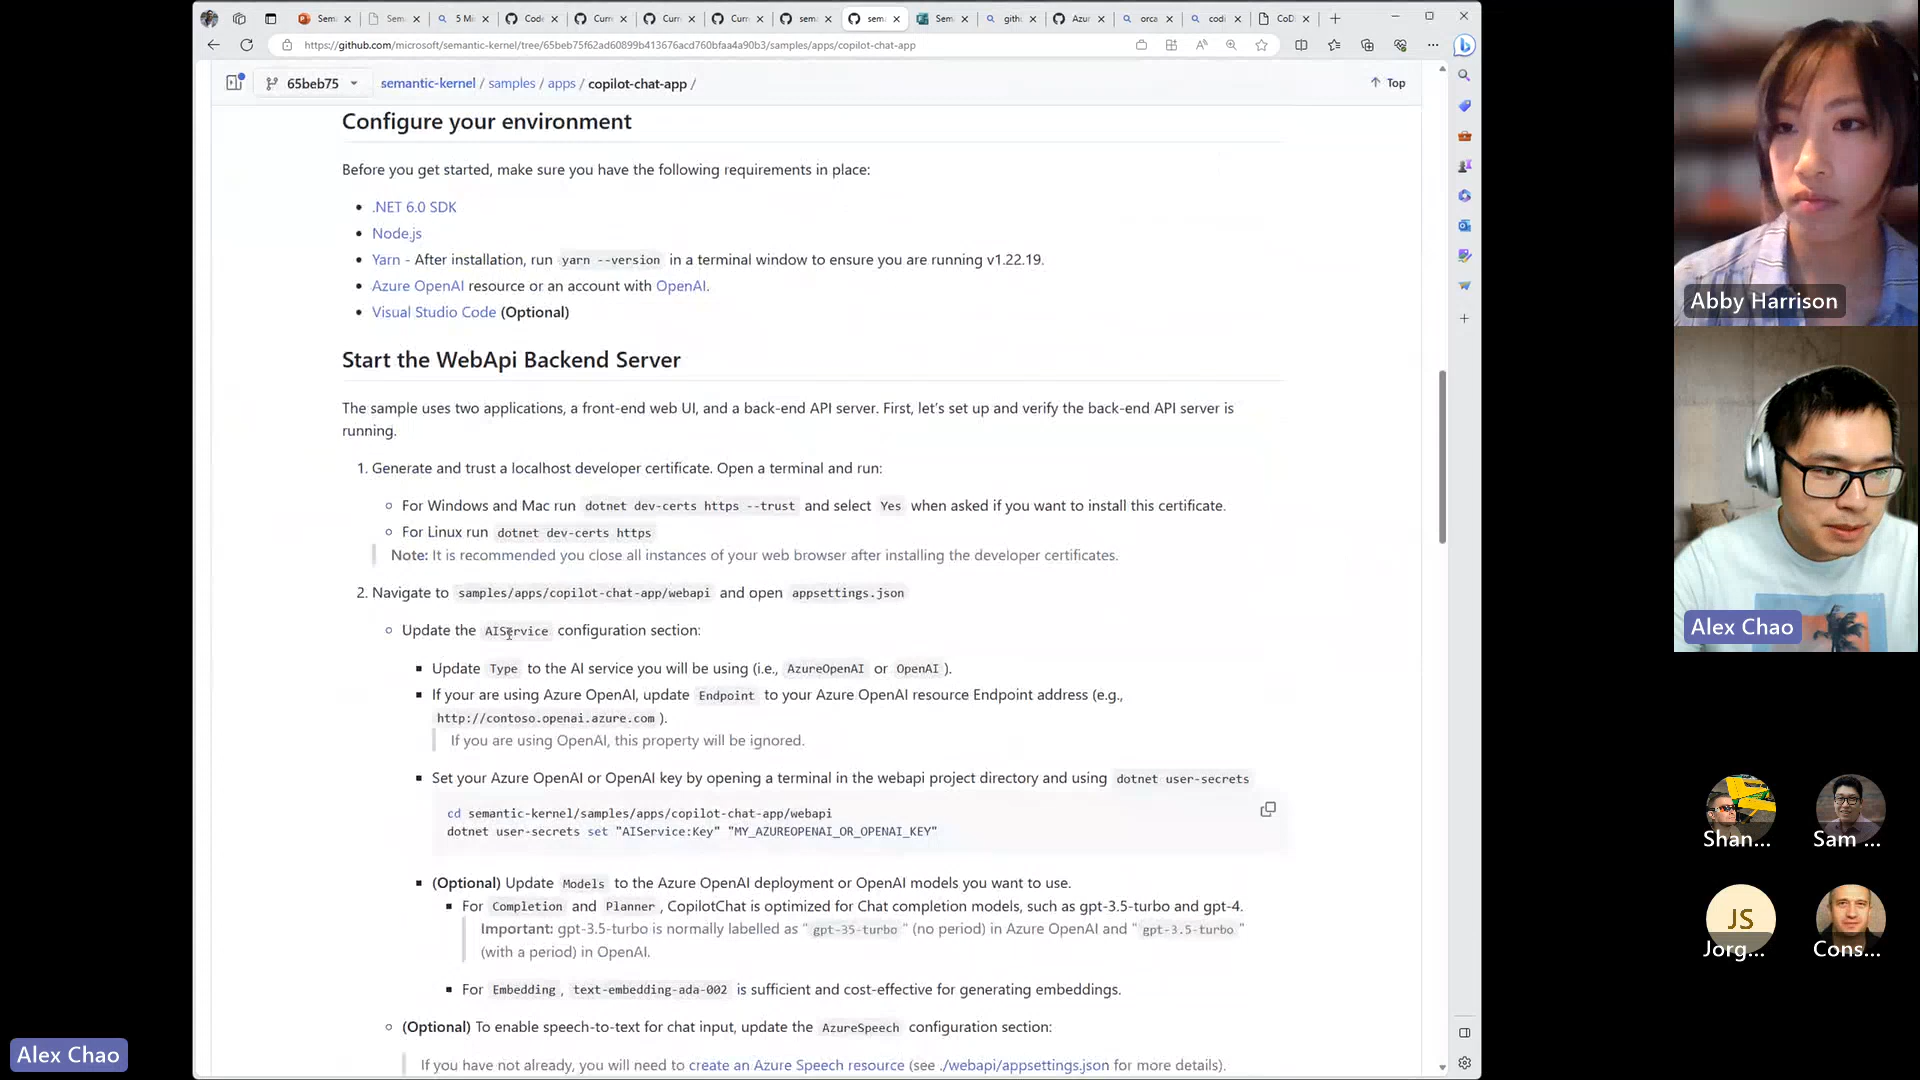 Sema
Sema
5 Mi
Code
Curre
Curre
Curre
sema
sema
Sem
gith
Azur
orca
codi
CoDi
https://github.com/microsoft/semantic-kernel/tree/65beb75f62ad60899b413676acd760bfaa4a90b3/samples/apps/copilot-chat-app
65beb75
semantic-kernel / samples / apps / copilot-chat-app /
Top
Configure your environment
Before you get started, make sure you have the following requirements in place:
.NET 6.0 SDK
Node.js
Yarn - After installation, run yarn --version in a terminal window to ensure you are running v1.22.19.
Azure OpenAI resource or an account with OpenAI.
Visual Studio Code (Optional)
Start the WebApi Backend Server
The sample uses two applications, a front-end web UI, and a back-end API server. First, let's set up and verify the back-end API server is
running.
1. Generate and trust a localhost developer certificate. Open a terminal and run:
For Windows and Mac run dotnet dev-certs https --trust and select Yes when asked if you want to install this certificate.
For Linux run dotnet dev-certs https
Note: It is recommended you close all instances of your web browser after installing the developer certificates.
2. Navigate to samples/apps/copilot-chat-app/webapi and open appsettings.json
Update the AIService configuration section:
Update Type to the AI service you will be using (i.e., AzureOpenAI or OpenAI ).
If your are using Azure OpenAI, update Endpoint to your Azure OpenAI resource Endpoint address (e.g.,
http://contoso.openai.azure.com ).
If you are using OpenAI, this property will be ignored.
Set your Azure OpenAI or OpenAI key by opening a terminal in the webapi project directory and using dotnet user-secrets
cd semantic-kernel/samples/apps/copilot-chat-app/webapi
dotnet user-secrets set "AIService:Key" "MY_AZUREOPENAI_OR_OPENAI_KEY"
(Optional) Update Models to the Azure OpenAI deployment or OpenAI models you want to use.
For Completion and Planner , CopilotChat is optimized for Chat completion models, such as gpt-3.5-turbo and gpt-4.
Important: gpt-3.5-turbo is normally labelled as " gpt-35-turbo " (no period) in Azure OpenAI and " gpt-3.5-turbo "
(with a period) in OpenAI.
For Embedding , text-embedding-ada-002 is sufficient and cost-effective for generating embeddings.
(Optional) To enable speech-to-text for chat input, update the AzureSpeech configuration section:
If you have not already, you will need to create an Azure Speech resource (see ./webapi/appsettings.json for more details).
Abby Harrison
Alex Chao
Shan...
Sam ...
JS
Jorg...
Cons...
Alex Chao